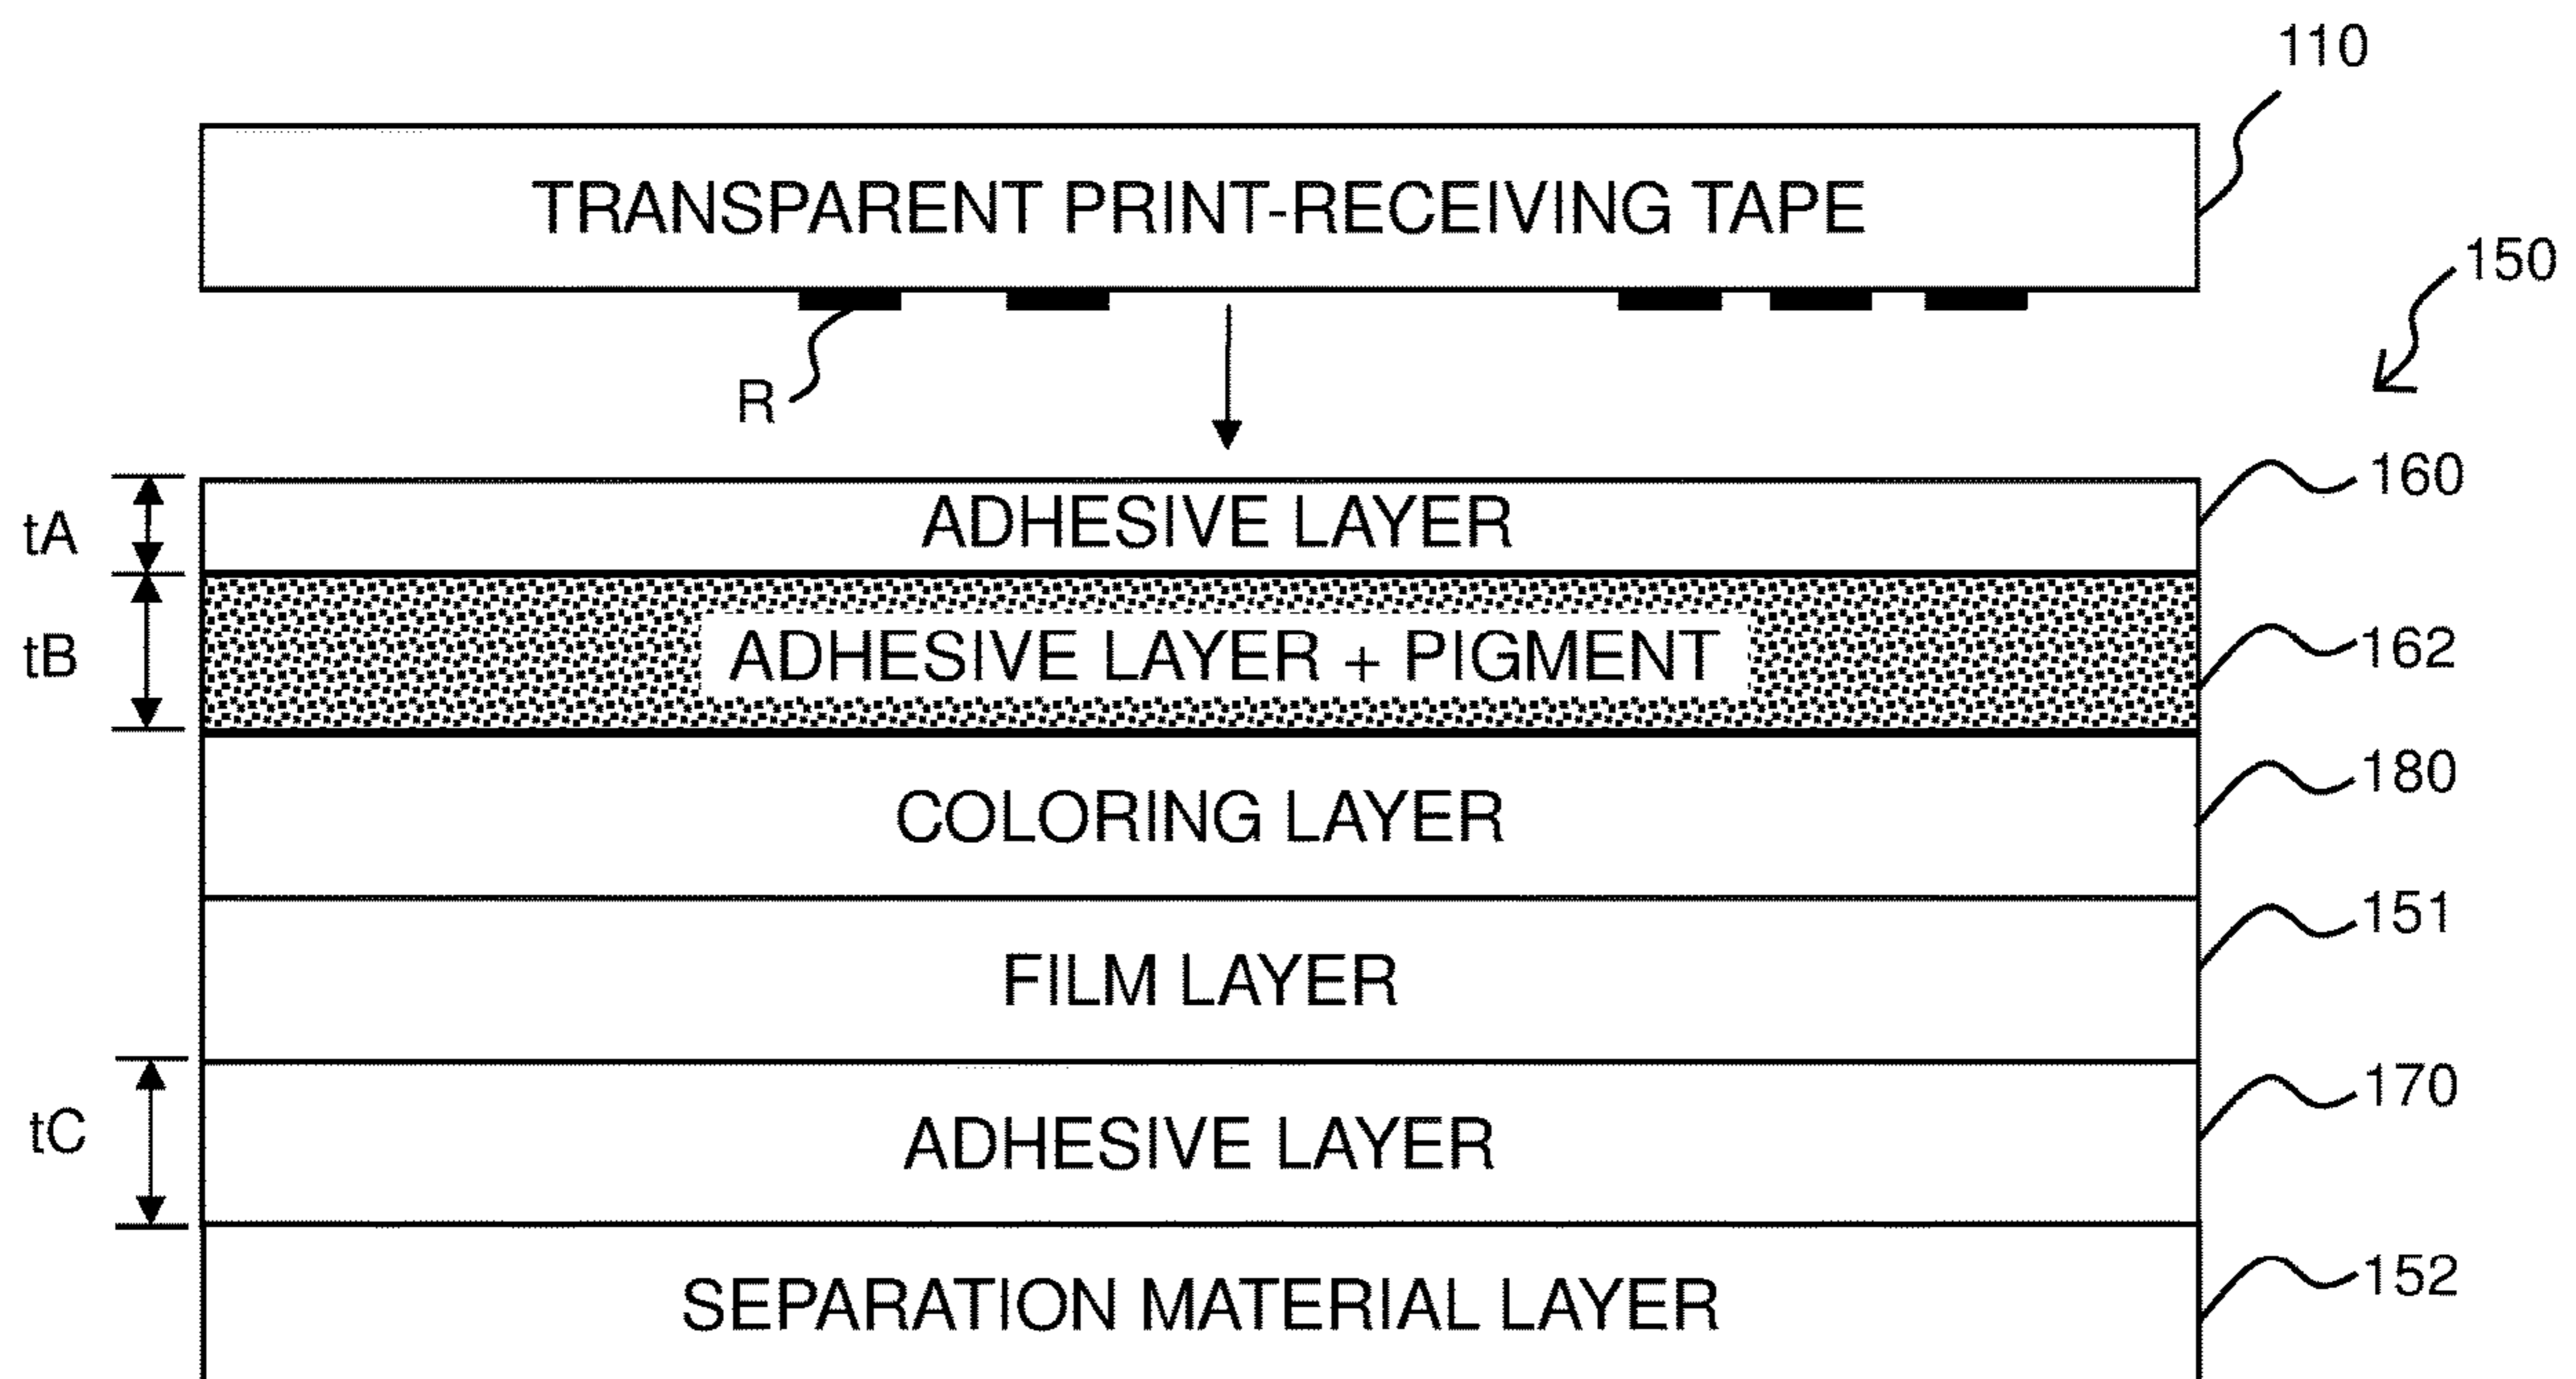 110
TRANSPARENT PRINT-RECEIVING TAPE
150
R
160
ADHESIVE LAYER
tA
162
ADHESIVE LAYER + PIGMENT
tB
180
COLORING LAYER
151
FILM LAYER
170
ADHESIVE LAYER
tC
152
SEPARATION MATERIAL LAYER